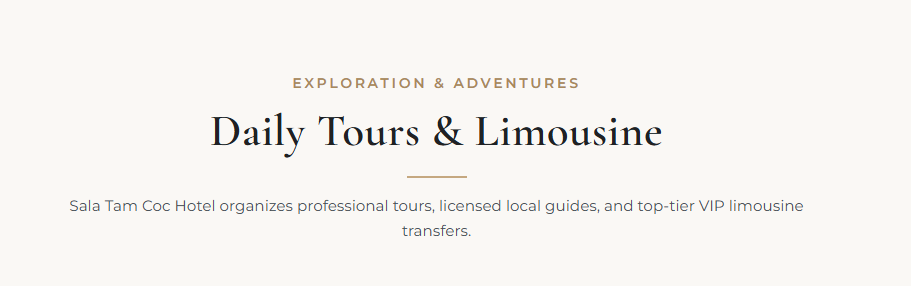 EXPLORATION & ADVENTURES
Daily Tours & Limousine
Sala Tam Coc Hotel organizes professional tours, licensed local guides, and top-tier VIP limousine
transfers.